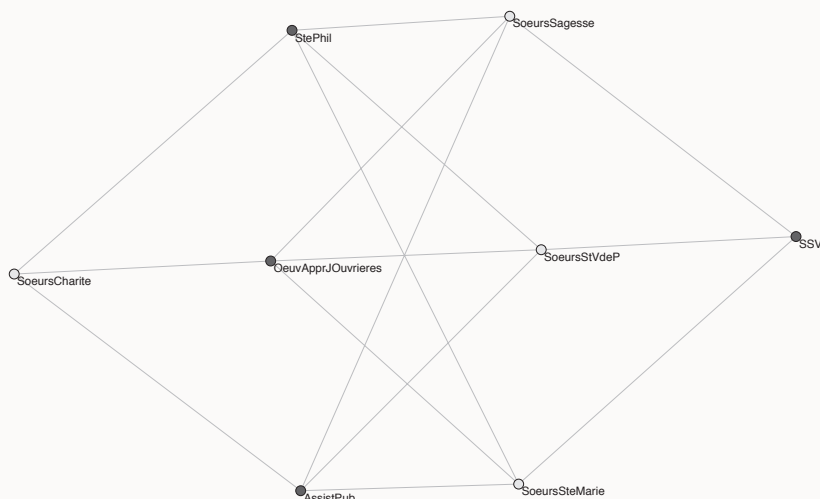 SoeursSagesse
StePhil
SSV
SoeursStVdeP
OeuvApprJOuvrieres
SoeursCharite
SoeursSteMarie
AssistPub